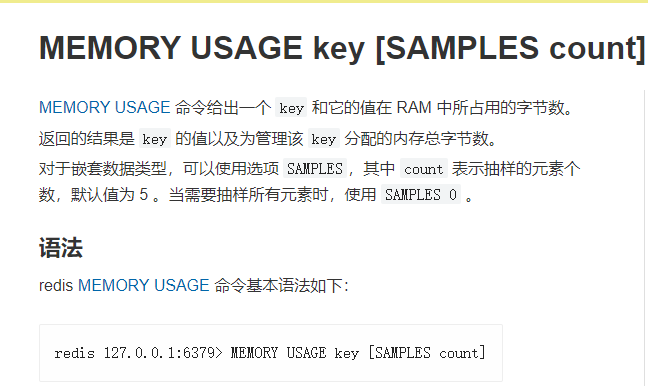 MEMORY USAGE key [SAMPLES count]
MEMORY USAGE 命令给出一个 key 和它的值在 RAM 中所占用的字节数。
返回的结果是 key 的值以及为管理该 key 分配的内存总字节数。
对于嵌套数据类型，可以使用选项 SAMPLES，其中 count 表示抽样的元素个
数，默认值为 5 。当需要抽样所有元素时，使用 SAMPLES 0 。
语法
redis MEMORY USAGE 命令基本语法如下：
redis 127.0.0.1:6379> MEMORY USAGE key [SAMPLES count]